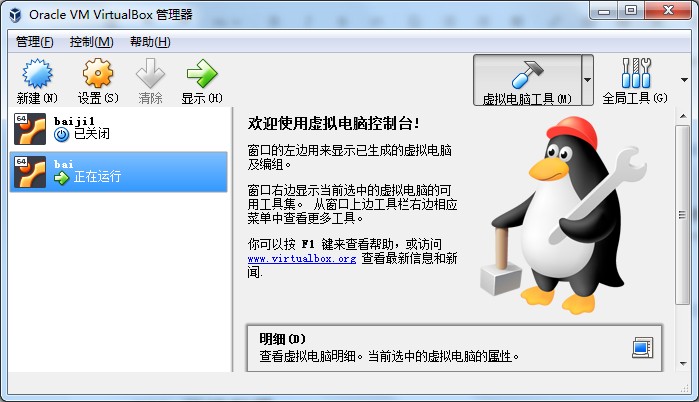 Oracle VM VirtualBox 管理器
管理(F) 控制(M) 帮助(H)
新建(N) 设置(S) 清除 显示(H) 虚拟电脑工具(M) 全局工具(G)
64 baiji1
已关闭
64 bai
正在运行
欢迎使用虚拟电脑控制台!
窗口的左边用来显示已生成的虚拟电脑
及编组。
窗口右边显示当前选中的虚拟电脑的可
用工具集。 从窗口上边工具栏右边相应
菜单中查看更多工具。
你可以按 F1 键来查看帮助, 或访问
www.virtualbox.org 查看最新信息和新
闻.
明细(D)
查看虚拟电脑明细。当前选中的虚拟电脑的属性。